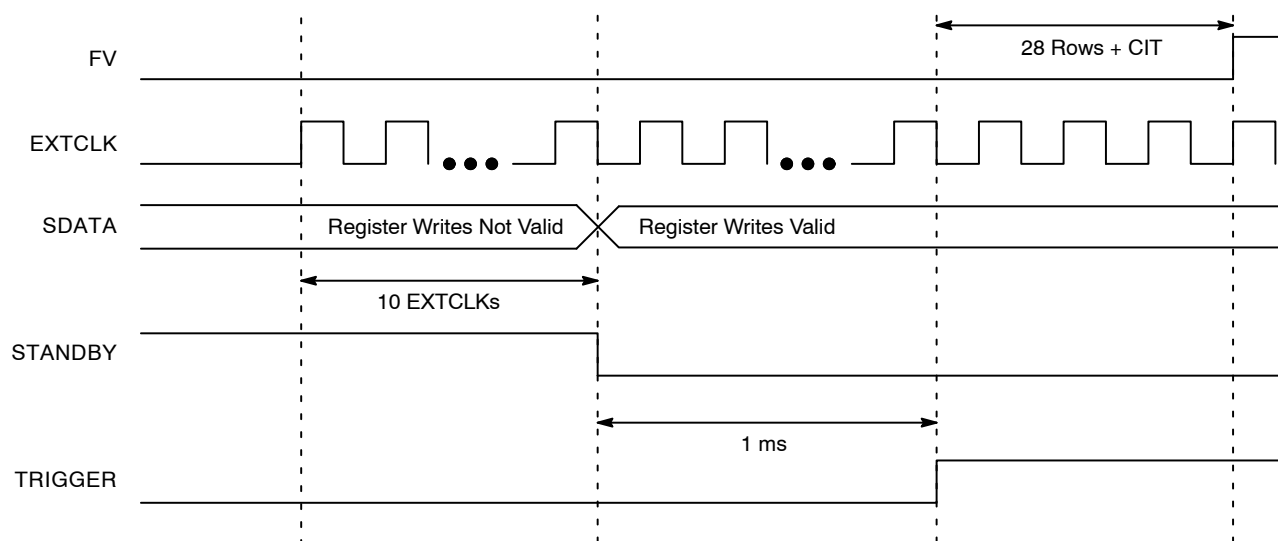 28 Rows + CIT
FV
EXTCLK
SDATA
Register Writes Not Valid
Register Writes Valid
10 EXTCLKs
STANDBY
1 ms
TRIGGER